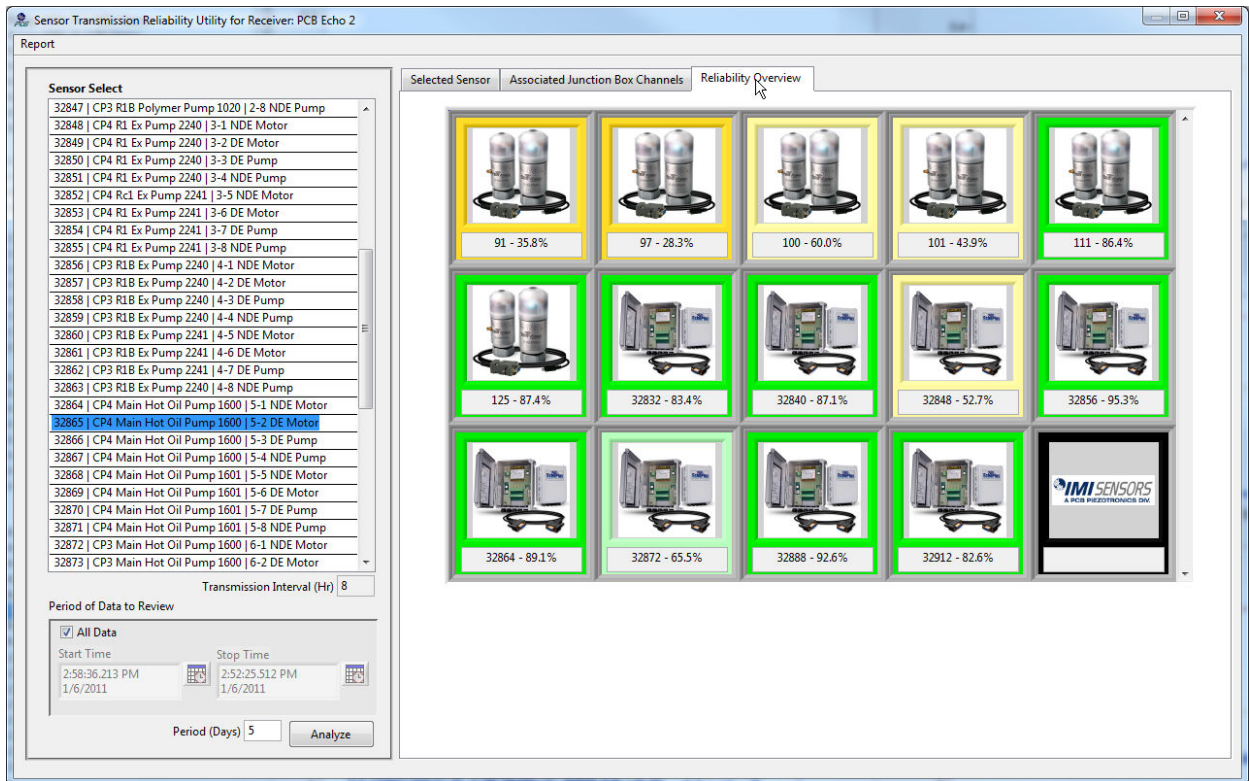 Sensor Transmission Reliability Utility for Receiver: PCB Echo 2
Report
Sensor Select
32847 | CP3 R1B Polymer Pump 1020 | 2-8 NDE Pump
32848 | CP4 R1 Ex Pump 2240 | 3-1 NDE Motor
32849 | CP4 R1 Ex Pump 2240 | 3-2 DE Motor
32850 | CP4 R1 Ex Pump 2240 | 3-3 DE Pump
32851 | CP4 R1 Ex Pump 2240 | 3-4 NDE Pump
32852 | CP4 Rc1 Ex Pump 2241 | 3-5 NDE Motor
32853 | CP4 R1 Ex Pump 2241 | 3-6 DE Motor
32854 | CP4 R1 Ex Pump 2241 | 3-7 DE Pump
32855 | CP4 R1 Ex Pump 2241 | 3-8 NDE Pump
32856 | CP3 R1B Ex Pump 2240 | 4-1 NDE Motor
32857 | CP3 R1B Ex Pump 2240 | 4-2 DE Motor
32858 | CP3 R1B Ex Pump 2240 | 4-3 DE Pump
32859 | CP3 R1B Ex Pump 2240 | 4-4 NDE Pump
32860 | CP3 R1B Ex Pump 2241 | 4-5 NDE Motor
32861 | CP3 R1B Ex Pump 2241 | 4-6 DE Motor
32862 | CP3 R1B Ex Pump 2241 | 4-7 DE Pump
32863 | CP3 R1B Ex Pump 2240 | 4-8 NDE Pump
32864 | CP4 Main Hot Oil Pump 1600 | 5-1 NDE Motor
32865 | CP4 Main Hot Oil Pump 1600 | 5-2 DE Motor
32866 | CP4 Main Hot Oil Pump 1600 | 5-3 DE Pump
32867 | CP4 Main Hot Oil Pump 1600 | 5-4 NDE Pump
32868 | CP4 Main Hot Oil Pump 1601 | 5-5 NDE Motor
32869 | CP4 Main Hot Oil Pump 1601 | 5-6 DE Motor
32870 | CP4 Main Hot Oil Pump 1601 | 5-7 DE Pump
32871 | CP4 Main Hot Oil Pump 1601 | 5-8 NDE Pump
32872 | CP3 Main Hot Oil Pump 1600 | 6-1 NDE Motor
32873 | CP3 Main Hot Oil Pump 1600 | 6-2 DE Motor
Transmission Interval (Hr) 8
Period of Data to Review
All Data
Start Time Stop Time
2:58:36.213 PM 2:52:25.512 PM
1/6/2011 1/6/2011
Period (Days) 5 Analyze
Selected Sensor Associated Junction Box Channels Reliability Overview
91 - 35.8% 97 - 28.3% 100 - 60.0% 101 - 43.9% 111 - 86.4%
125 - 87.4% 32832 - 83.4% 32840 - 87.1% 32848 - 52.7% 32856 - 95.3%
IMI SENSORS
A PCB PIEZOTRONICS DIV.
32864 - 89.1% 32872 - 65.5% 32888 - 92.6% 32912 - 82.6%